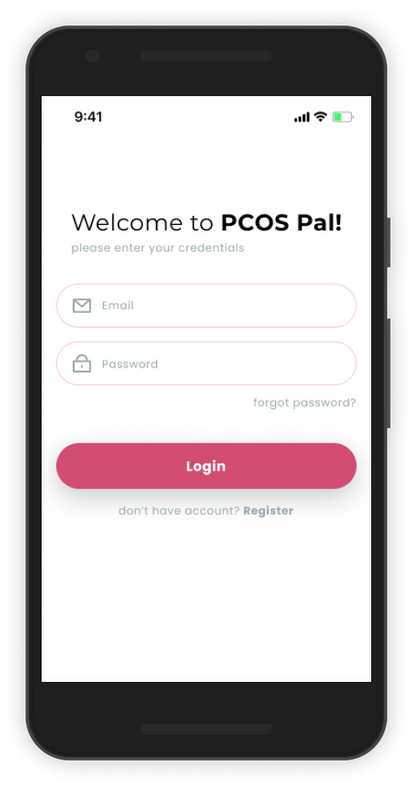 9:41
Welcome to PCOS Pal!
please enter your credentials
Email
Password
forgot password?
Login
don't have account? Register